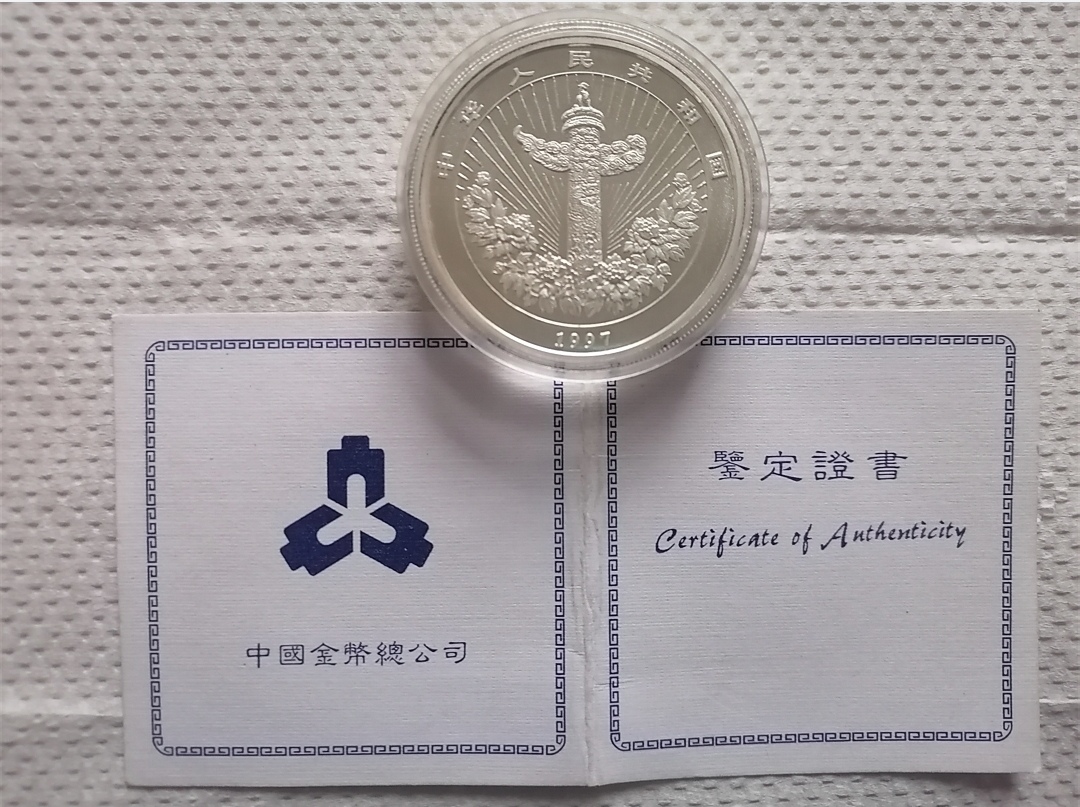 中华人民共和国
1997
中國金幣總公司
鑒定證書
Certificate of Authenticity